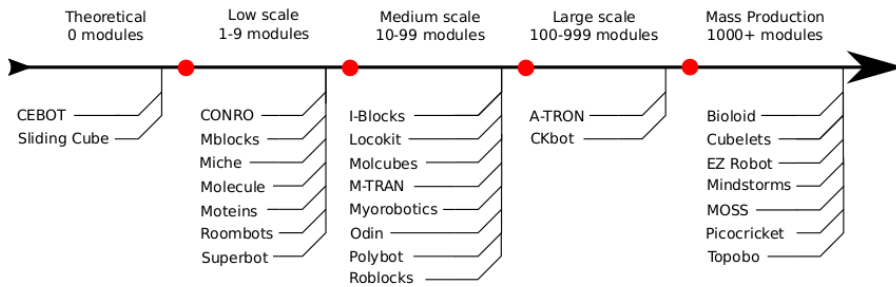 Theoretical
0 modules
Low scale
1-9 modules
Medium scale
10-99 modules
Large scale
100-999 modules
Mass Production
1000+ modules
CEBOT
Sliding Cube
CONRO
Mblocks
Miche
Molecule
Moteins
Roombots
Superbot
I-Blocks
Locokit
Molcubes
M-TRAN
Myorobotics
Odin
Polybot
Roblocks
A-TRON
CKbot
Bioloid
Cubelets
EZ Robot
Mindstorms
MOSS
Picocricket
Topobo